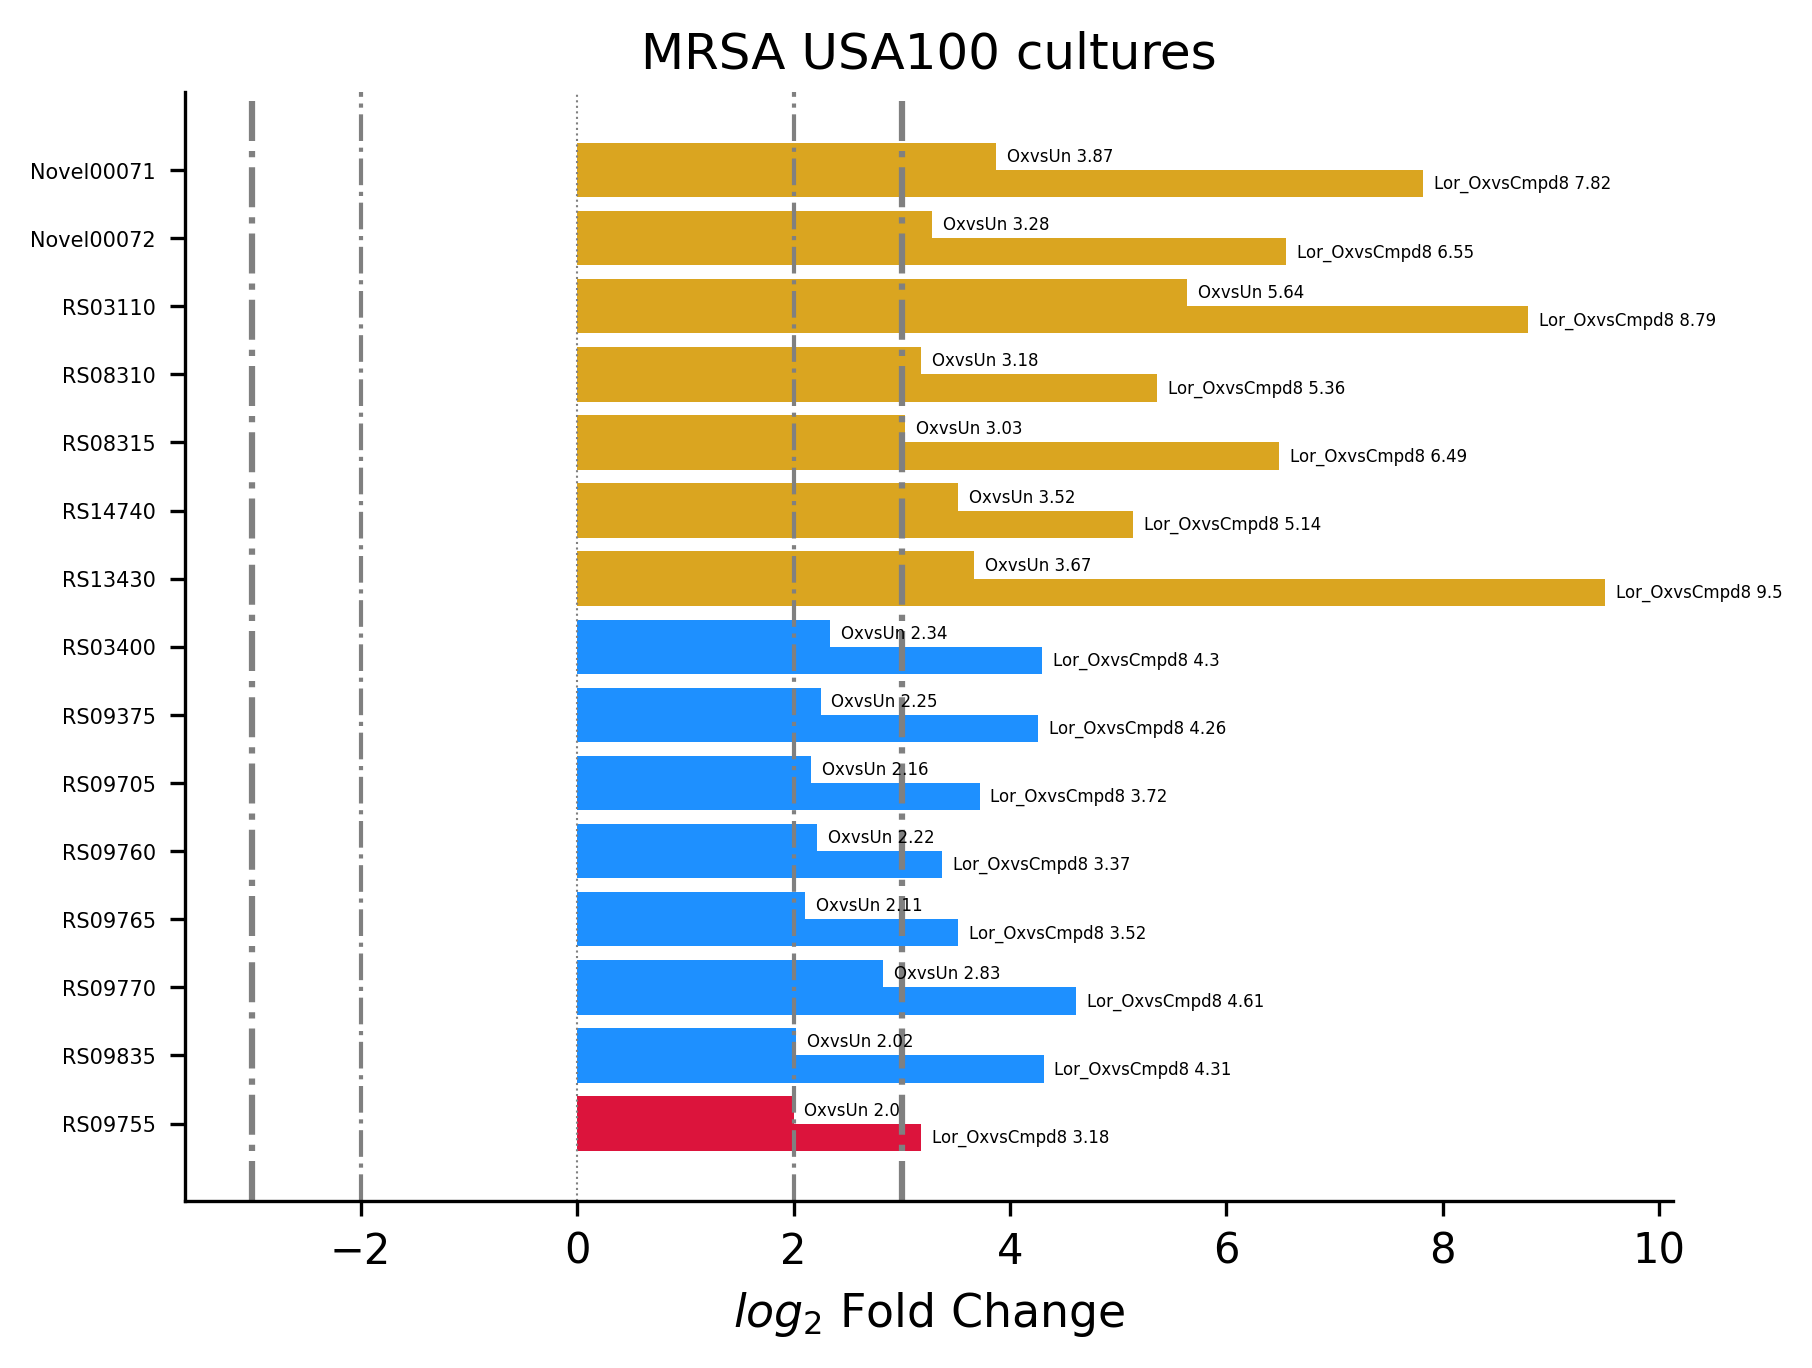 MRSA USA100 cultures
Novel00071
OxvsUn 3.87
Lor_OxvsCmpd8 7.82
Novel00072
OxvsUn 3.28
Lor_OxvsCmpd8 6.55
RS03110
OxvsUn 5.64
Lor_OxvsCmpd8 8.79
RS08310
OxvsUn 3.18
Lor_OxvsCmpd8 5.36
RS08315
OxvsUn 3.03
Lor_OxvsCmpd8 6.49
RS14740
OxvsUn 3.52
Lor_OxvsCmpd8 5.14
RS13430
OxvsUn 3.67
Lor_OxvsCmpd8 9.5
RS03400
OxvsUn 2.34
Lor_OxvsCmpd8 4.3
RS09375
OxvsUn 2.25
Lor_OxvsCmpd8 4.26
RS09705
OxvsUn 2.16
Lor_OxvsCmpd8 3.72
RS09760
OxvsUn 2.22
Lor_OxvsCmpd8 3.37
RS09765
OxvsUn 2.11
Lor_OxvsCmpd8 3.52
RS09770
OxvsUn 2.83
Lor_OxvsCmpd8 4.61
RS09835
OxvsUn 2.02
Lor_OxvsCmpd8 4.31
RS09755
OxvsUn 2.0
Lor_OxvsCmpd8 3.18
−2 0 2 4 6 8 10
log₂ Fold Change